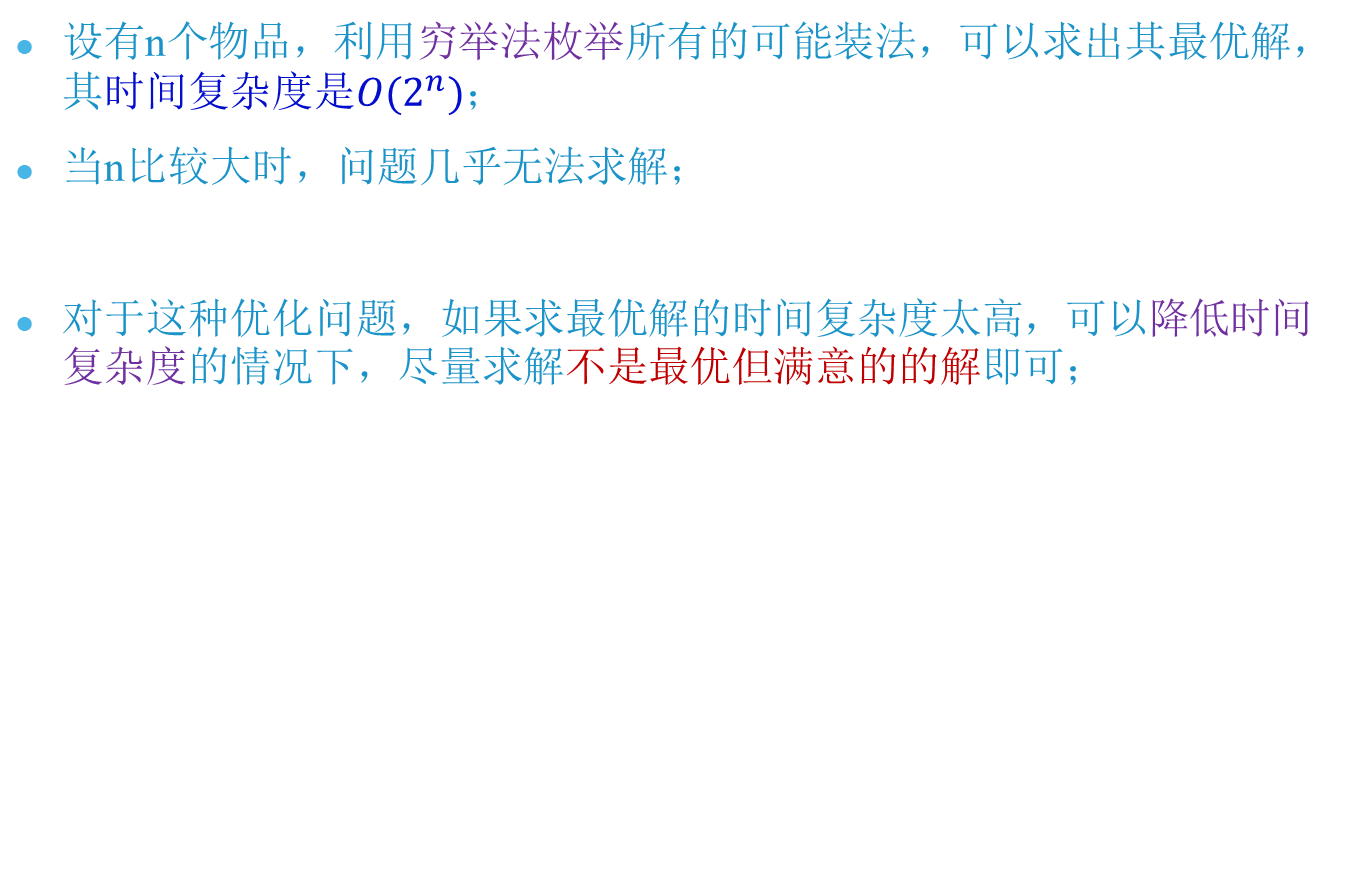 ● 设有n个物品，利用穷举法枚举所有的可能装法，可以求出其最优解，
其时间复杂度是O(2ⁿ)；
● 当n比较大时，问题几乎无法求解；
● 对于这种优化问题，如果求最优解的时间复杂度太高，可以降低时间
复杂度的情况下，尽量求解不是最优但满意的的解即可；